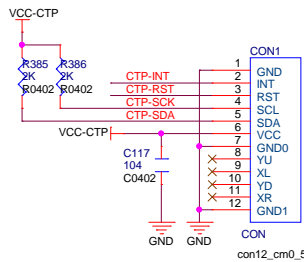 VCC-CTP
R385 R386
2K 2K
R0402 R0402
CON1
CTP-INT 1 GND
CTP-RST 2 INT
CTP-SCK 3 RST
CTP-SDA 4 SCL
5 SDA
VCC-CTP 6 VCC
7 GND0
C117 8 YU
104 9 XL
C0402 10 YD
11 XR
12 GND1
GND GND CON
con12_cm0_5